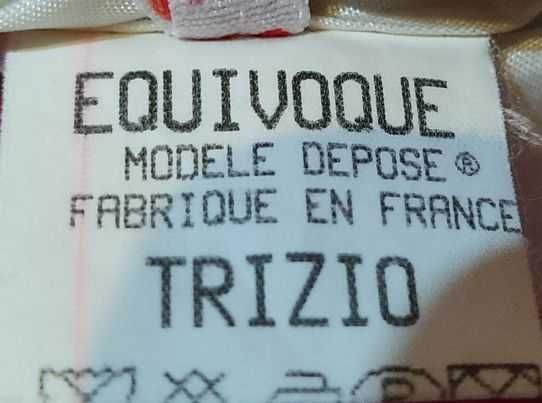 EQUIVOQUE
MODELE DEPOSE ®
FABRIQUE EN FRANCE
TRIZIO